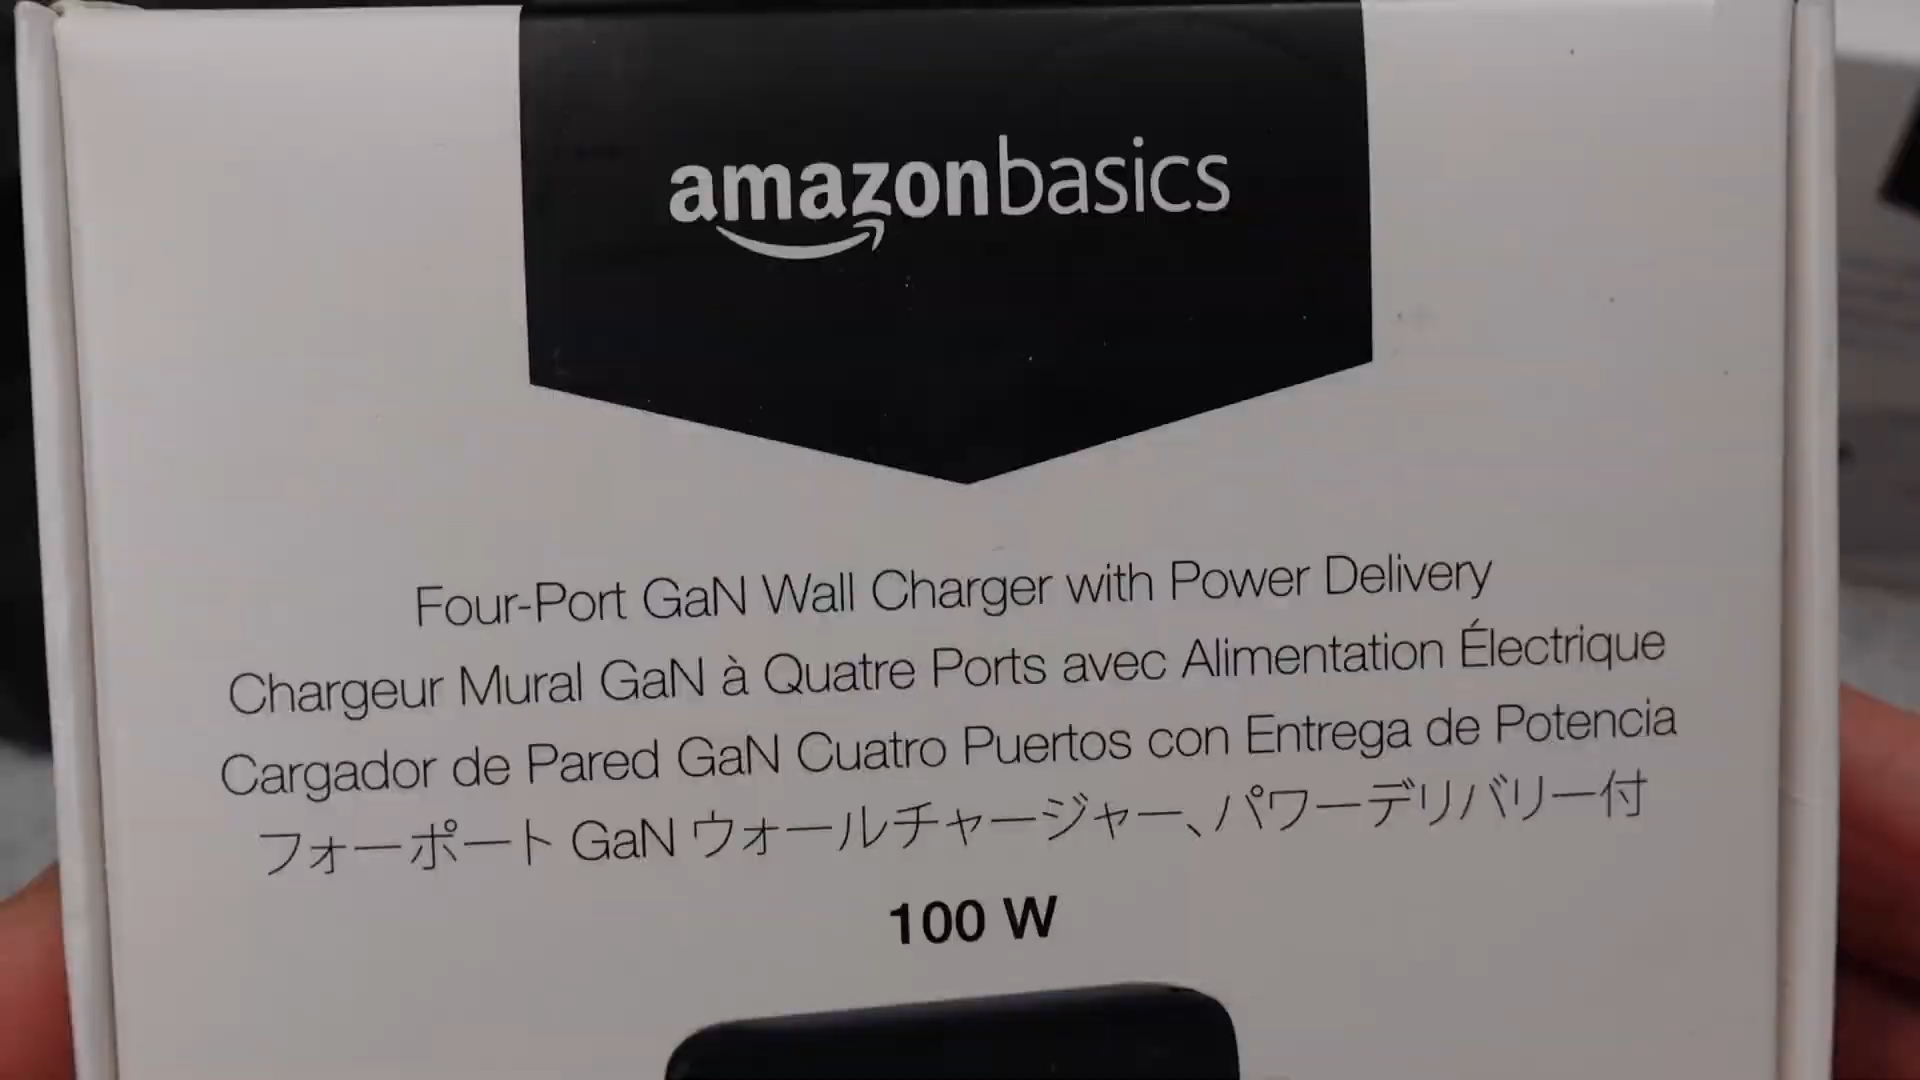 amazonbasics
Four-Port GaN Wall Charger with Power Delivery
Chargeur Mural GaN à Quatre Ports avec Alimentation Électrique
Cargador de Pared GaN Cuatro Puertos con Entrega de Potencia
フォーポート GaN ウォールチャージャー、パワーデリバリー付
100 W